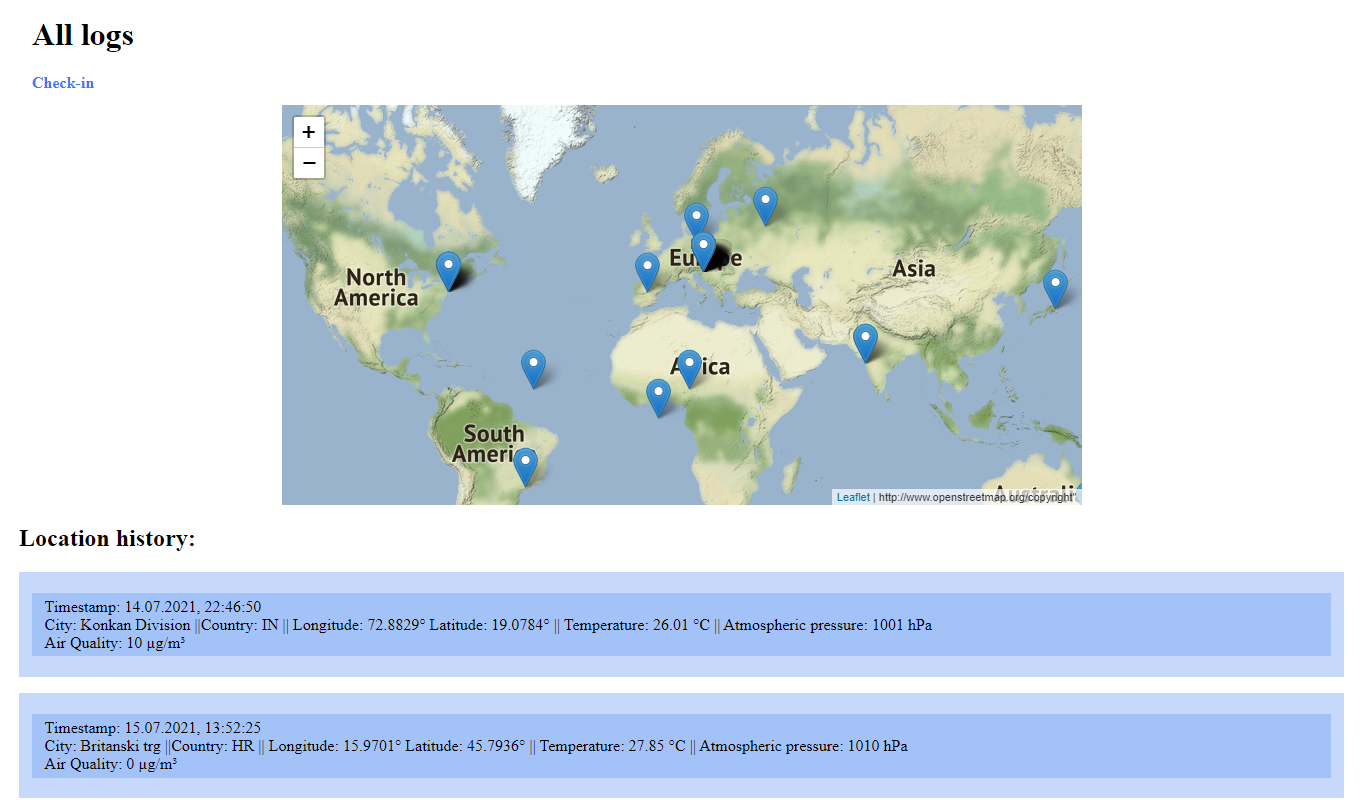 All logs
Check-in
+
−
North
America
Europe
Asia
Africa
South
America
Australia
Leaflet | http://www.openstreetmap.org/copyright"
Location history:
Timestamp: 14.07.2021, 22:46:50
City: Konkan Division ||Country: IN || Longitude: 72.8829° Latitude: 19.0784° || Temperature: 26.01 °C || Atmospheric pressure: 1001 hPa
Air Quality: 10 µg/m³
Timestamp: 15.07.2021, 13:52:25
City: Britanski trg ||Country: HR || Longitude: 15.9701° Latitude: 45.7936° || Temperature: 27.85 °C || Atmospheric pressure: 1010 hPa
Air Quality: 0 µg/m³